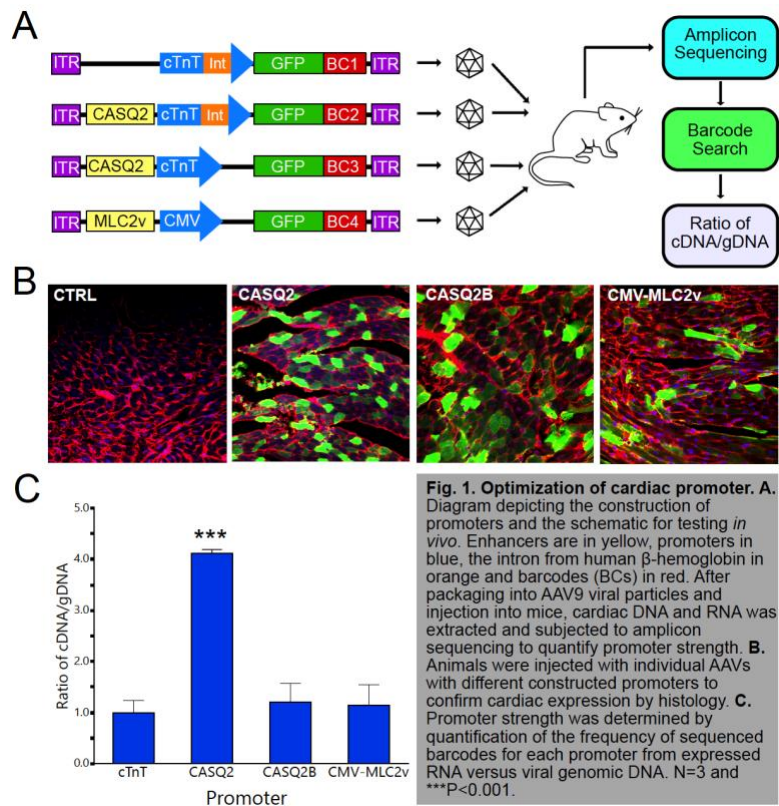 A
ITR cTnT Int GFP BC1 ITR
ITR CASQ2 cTnT Int GFP BC2 ITR
ITR CASQ2 cTnT GFP BC3 ITR
ITR MLC2v CMV GFP BC4 ITR
Amplicon
Sequencing
Barcode
Search
Ratio of
cDNA/gDNA
B
CTRL
CASQ2
CASQ2B
CMV-MLC2v
C
Ratio of cDNA/gDNA
5.0
4.0
3.0
2.0
1.0
0.0
***
cTnT CASQ2 CASQ2B CMV-MLC2v
Promoter
Fig. 1. Optimization of cardiac promoter. A.
Diagram depicting the construction of
promoters and the schematic for testing in
vivo. Enhancers are in yellow, promoters in
blue, the intron from human β-hemoglobin in
orange and barcodes (BCs) in red. After
packaging into AAV9 viral particles and
injection into mice, cardiac DNA and RNA was
extracted and subjected to amplicon
sequencing to quantify promoter strength. B.
Animals were injected with individual AAVs
with different constructed promoters to
confirm cardiac expression by histology. C.
Promoter strength was determined by
quantification of the frequency of sequenced
barcodes for each promoter from expressed
RNA versus viral genomic DNA. N=3 and
***P<0.001.